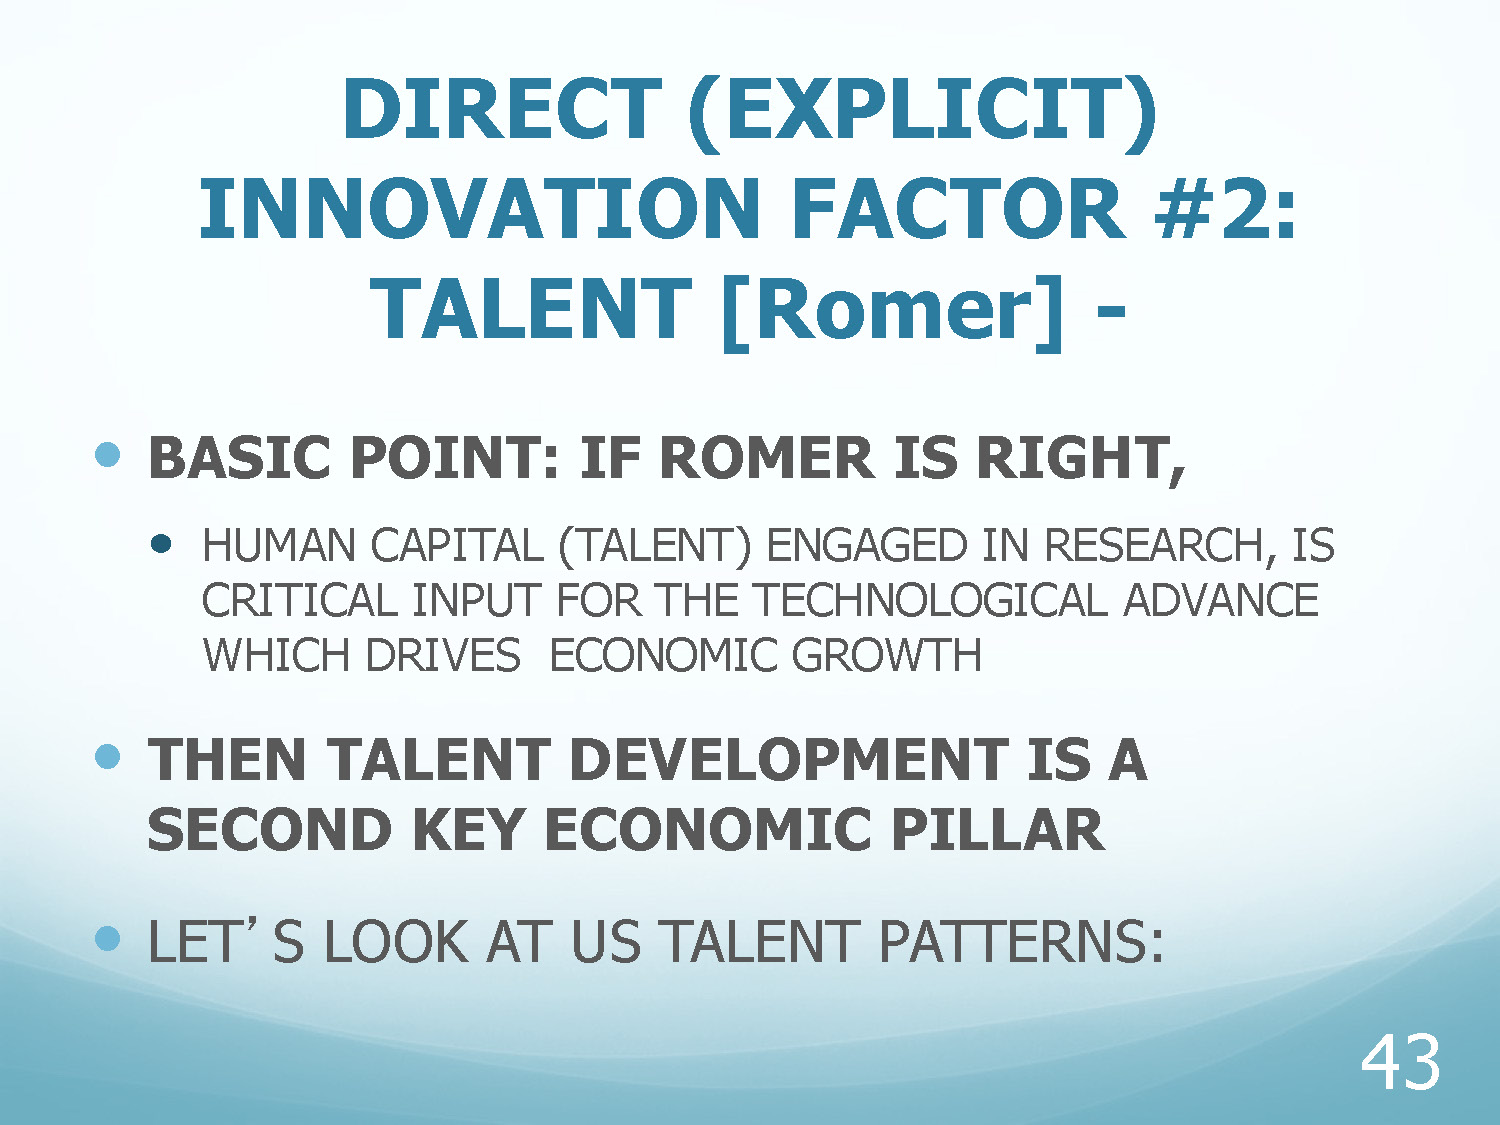 DIRECT (EXPLICIT)
INNOVATION FACTOR #2:
TALENT [Romer] -
• BASIC POINT: IF ROMER IS RIGHT,
• HUMAN CAPITAL (TALENT) ENGAGED IN RESEARCH, IS
CRITICAL INPUT FOR THE TECHNOLOGICAL ADVANCE
WHICH DRIVES ECONOMIC GROWTH
• THEN TALENT DEVELOPMENT IS A
SECOND KEY ECONOMIC PILLAR
• LET’S LOOK AT US TALENT PATTERNS:
43